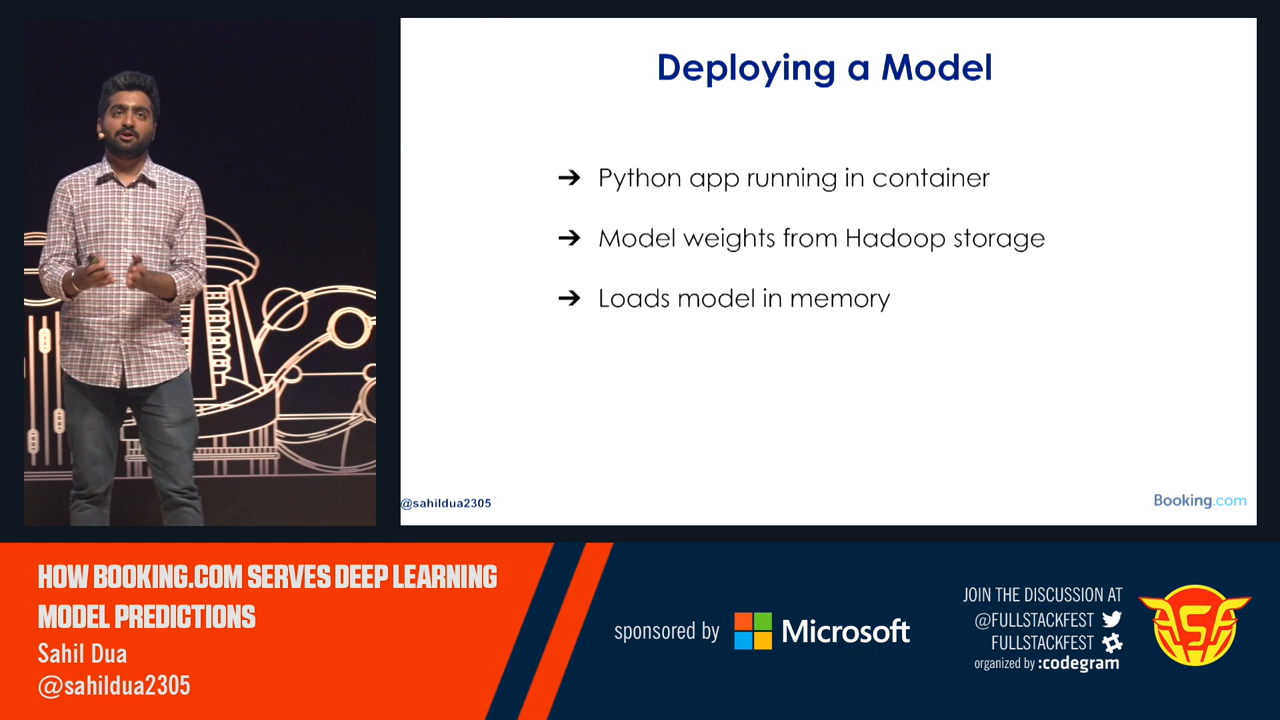 Deploying a Model
➔ Python app running in container
➔ Model weights from Hadoop storage
➔ Loads model in memory
@sahildua2305
Booking.com
HOW BOOKING.COM SERVES DEEP LEARNING
MODEL PREDICTIONS
Sahil Dua
@sahildua2305
sponsored by Microsoft
JOIN THE DISCUSSION AT
@FULLSTACKFEST
FULLSTACKFEST
organized by :codegram
FSF